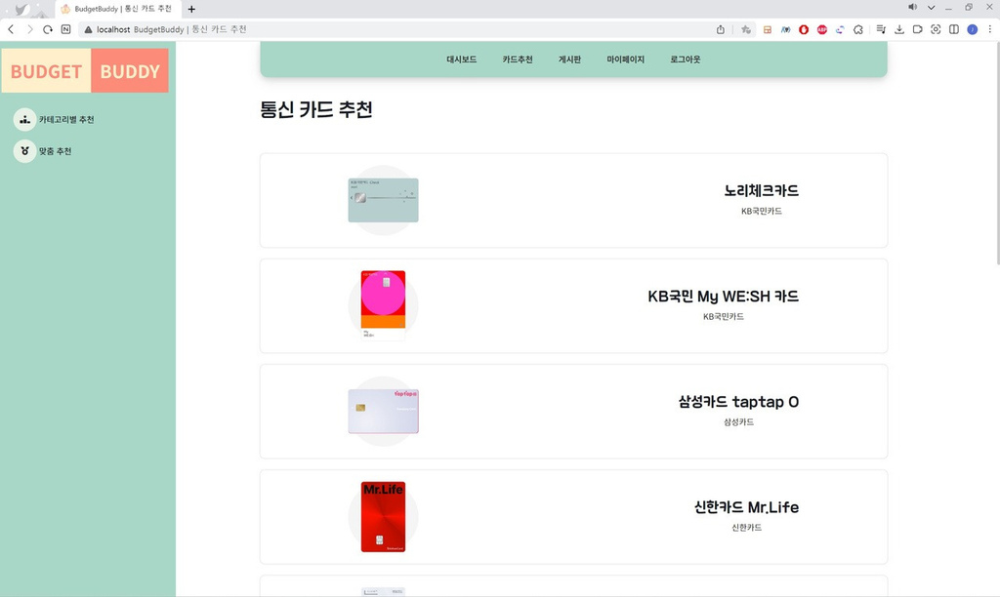 BudgetBuddy | 통신 카드 추천
localhost BudgetBuddy | 통신 카드 추천
BUDGET BUDDY
대시보드 카드추천 게시판 마이페이지 로그아웃
카테고리별 추천
맞춤 추천
통신 카드 추천
노리체크카드
KB국민카드
KB국민 My WE:SH 카드
KB국민카드
My
WE:SH
taptap O
삼성카드 taptap O
삼성카드
Mr.Life
신한카드 Mr.Life
신한카드